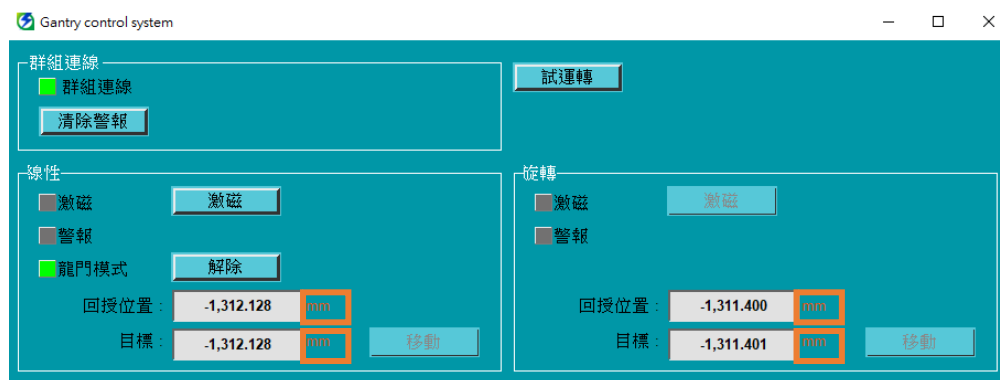 Gantry control system
群組連線
群組連線
清除警報
試運轉
線性
激磁 激磁
警報
龍門模式 解除
回授位置： -1,312.128 mm
目標： -1,312.128 mm 移動
旋轉
激磁 激磁
警報
回授位置： -1,311.400 mm
目標： -1,311.401 mm 移動